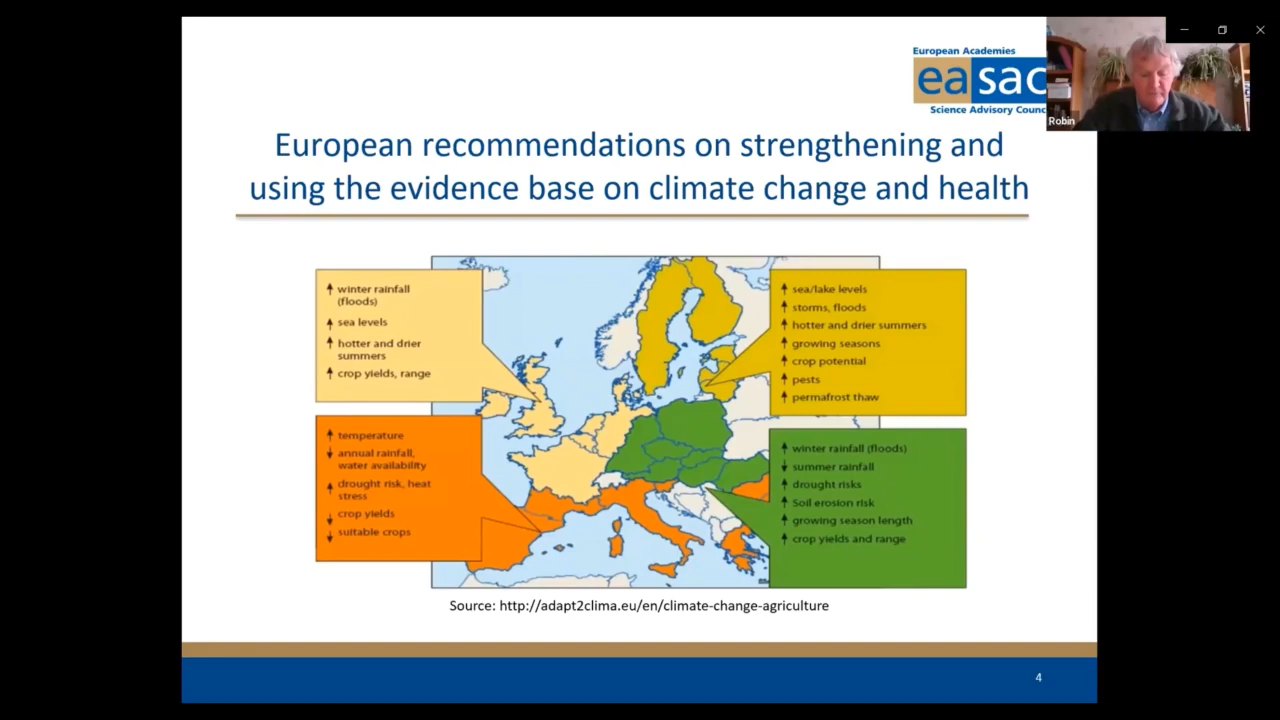 European Academies
easac
Science Advisory Counc
Robin
European recommendations on strengthening and
using the evidence base on climate change and health
↑ winter rainfall
(floods)
↑ sea levels
↑ hotter and drier
summers
↑ crop yields, range
↑ sea/lake levels
↑ storms, floods
↑ hotter and drier summers
↑ growing seasons
↑ crop potential
↑ pests
↑ permafrost thaw
↑ temperature
↓ annual rainfall,
water availability
↑ drought risk, heat
stress
↓ crop yields
↓ suitable crops
↑ winter rainfall (floods)
↓ summer rainfall
↑ drought risks
↑ Soil erosion risk
↑ growing season length
↑ crop yields and range
Source: http://adapt2clima.eu/en/climate-change-agriculture
4